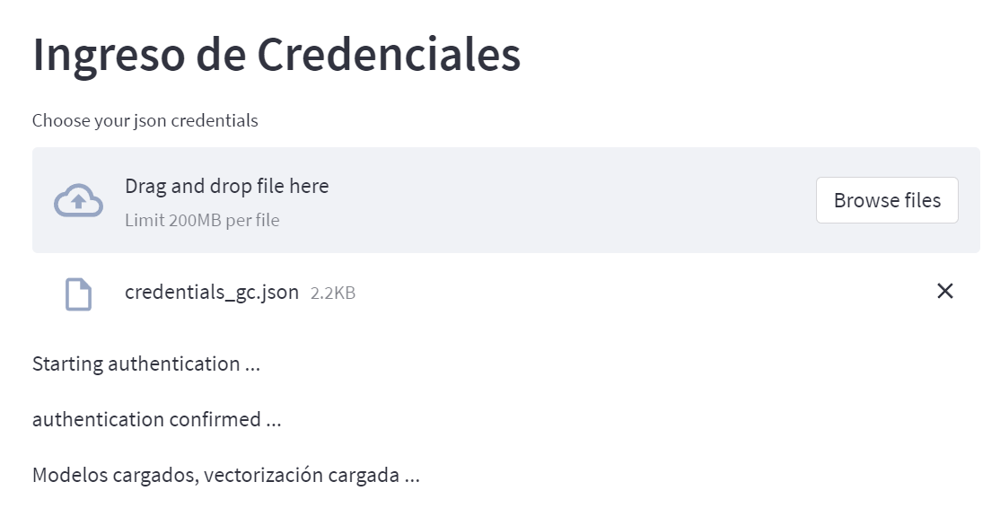 Ingreso de Credenciales
Choose your json credentials
Drag and drop file here
Limit 200MB per file
Browse files
credentials_gc.json 2.2KB
Starting authentication ...
authentication confirmed ...
Modelos cargados, vectorización cargada ...